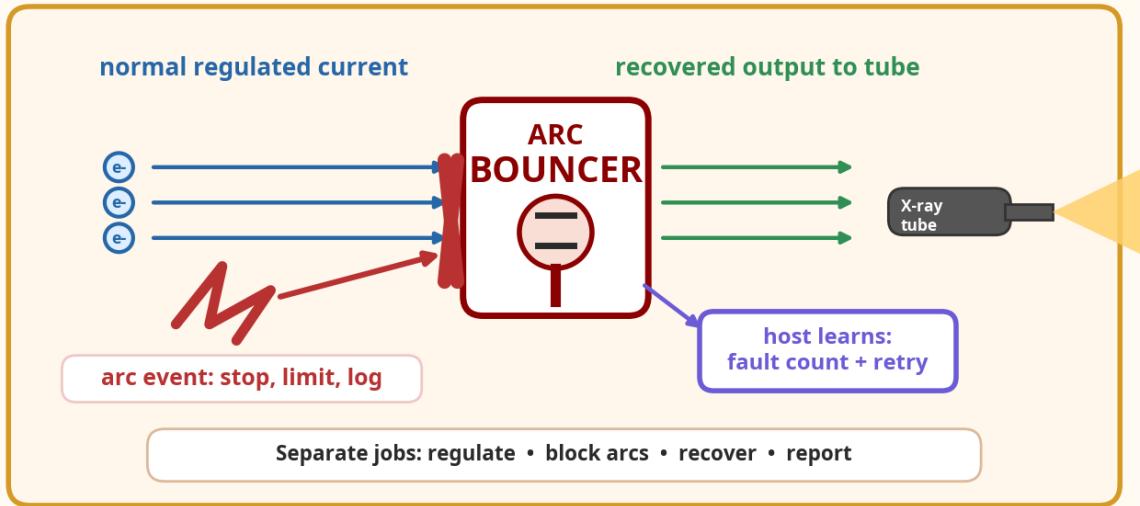 normal regulated current
recovered output to tube
ARC
BOUNCER
e-
e-
e-
X-ray
tube
host learns:
fault count + retry
arc event: stop, limit, log
Separate jobs: regulate • block arcs • recover • report